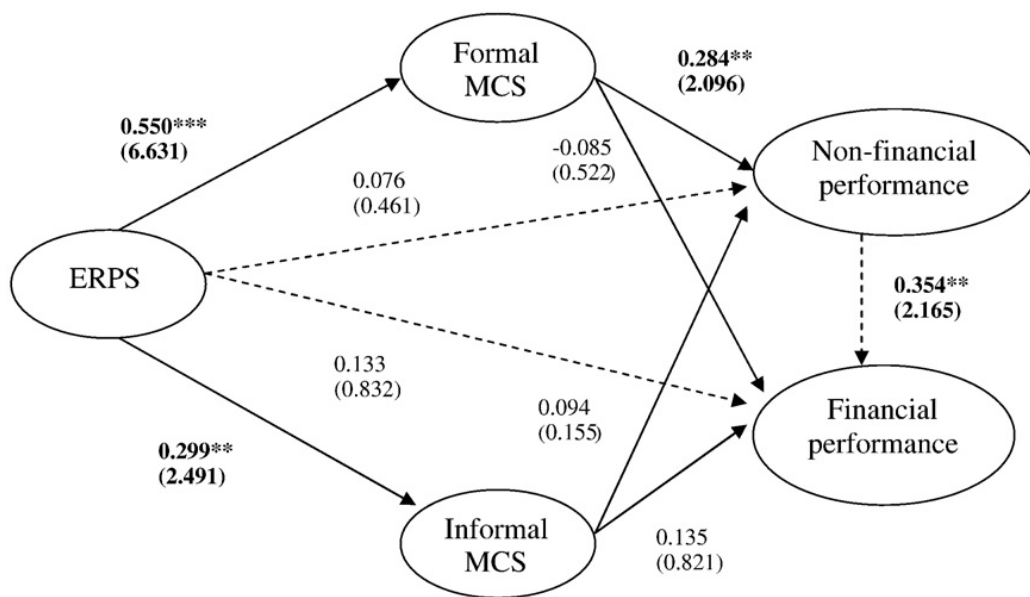 Formal
MCS
0.284**
(2.096)
0.550***
(6.631)
-0.085
(0.522)
Non-financial
performance
0.076
(0.461)
ERPS
0.354**
(2.165)
0.133
(0.832)
0.094
(0.155)
Financial
performance
0.299**
(2.491)
Informal
MCS
0.135
(0.821)